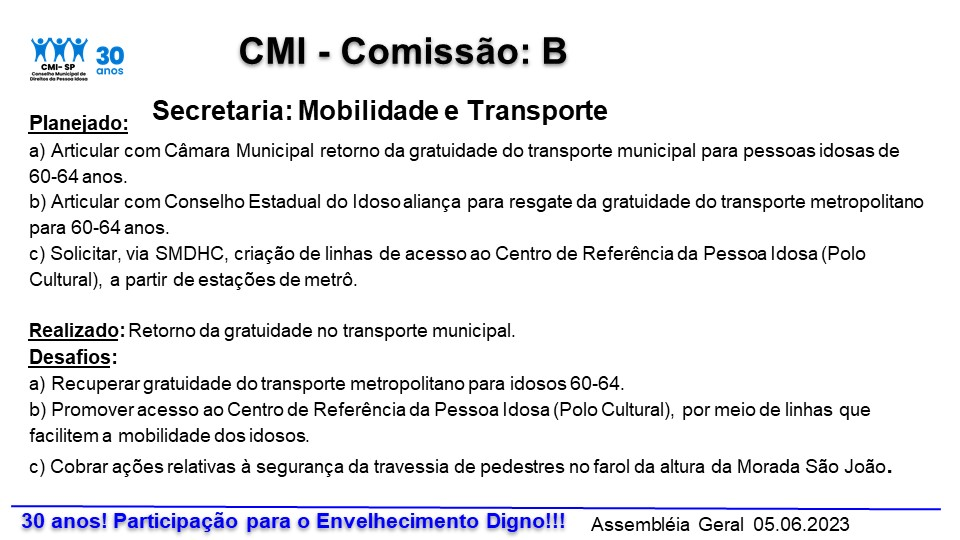 CMI - Comissão: B
30
anos
CMI- SP
Conselho Municipal de
Direitos da Pessoa Idosa
Secretaria: Mobilidade e Transporte
Planejado:
a) Articular com Câmara Municipal retorno da gratuidade do transporte municipal para pessoas idosas de
60-64 anos.
b) Articular com Conselho Estadual do Idoso aliança para resgate da gratuidade do transporte metropolitano
para 60-64 anos.
c) Solicitar, via SMDHC, criação de linhas de acesso ao Centro de Referência da Pessoa Idosa (Polo
Cultural), a partir de estações de metrô.
Realizado: Retorno da gratuidade no transporte municipal.
Desafios:
a) Recuperar gratuidade do transporte metropolitano para idosos 60-64.
b) Promover acesso ao Centro de Referência da Pessoa Idosa (Polo Cultural), por meio de linhas que
facilitem a mobilidade dos idosos.
c) Cobrar ações relativas à segurança da travessia de pedestres no farol da altura da Morada São João.
30 anos! Participação para o Envelhecimento Digno!!! Assembléia Geral 05.06.2023